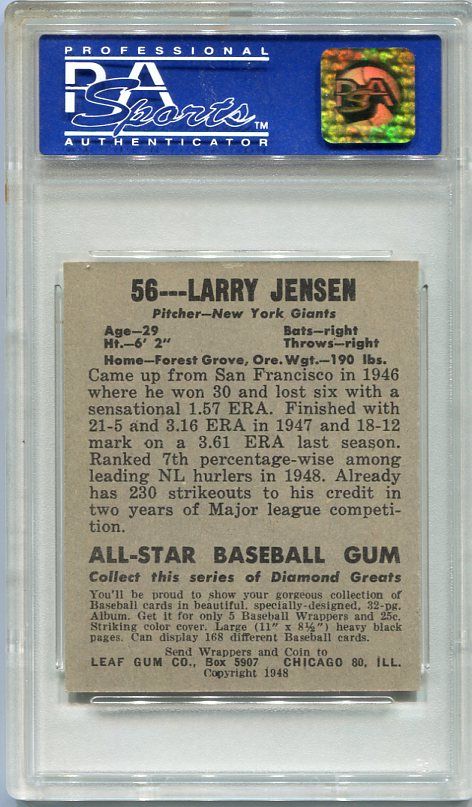 PROFESSIONAL
PSA
Sports™
AUTHENTICATOR
PSA
56---LARRY JENSEN
Pitcher—New York Giants
Age—29 Bats—right
Ht.—6' 2" Throws—right
Home—Forest Grove, Ore. Wgt.—190 lbs.
Came up from San Francisco in 1946
where he won 30 and lost six with a
sensational 1.57 ERA. Finished with
21-5 and 3.16 ERA in 1947 and 18-12
mark on a 3.61 ERA last season.
Ranked 7th percentage-wise among
leading NL hurlers in 1948. Already
has 230 strikeouts to his credit in
two years of Major league competi-
tion.
ALL-STAR BASEBALL GUM
Collect this series of Diamond Greats
You'll be proud to show your gorgeous collection of
Baseball cards in beautiful, specially-designed, 32-pg.
Album. Get it for only 5 Baseball Wrappers and 25c.
Striking color cover. Large (11" x 8½") heavy black
pages. Can display 168 different Baseball cards.
Send Wrappers and Coin to
LEAF GUM CO., Box 5907 CHICAGO 80, ILL.
Copyright 1948